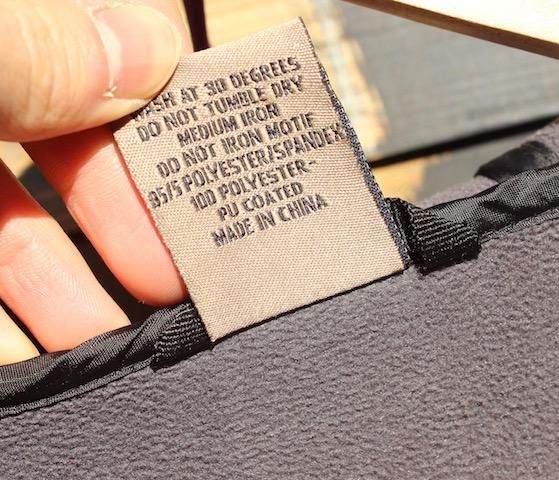 WASH AT 30 DEGREES
DO NOT TUMBLE DRY
MEDIUM IRON
DO NOT IRON MOTIF
95/5 POLYESTER/SPANDEX
100 POLYESTER-
PU COATED
MADE IN CHINA